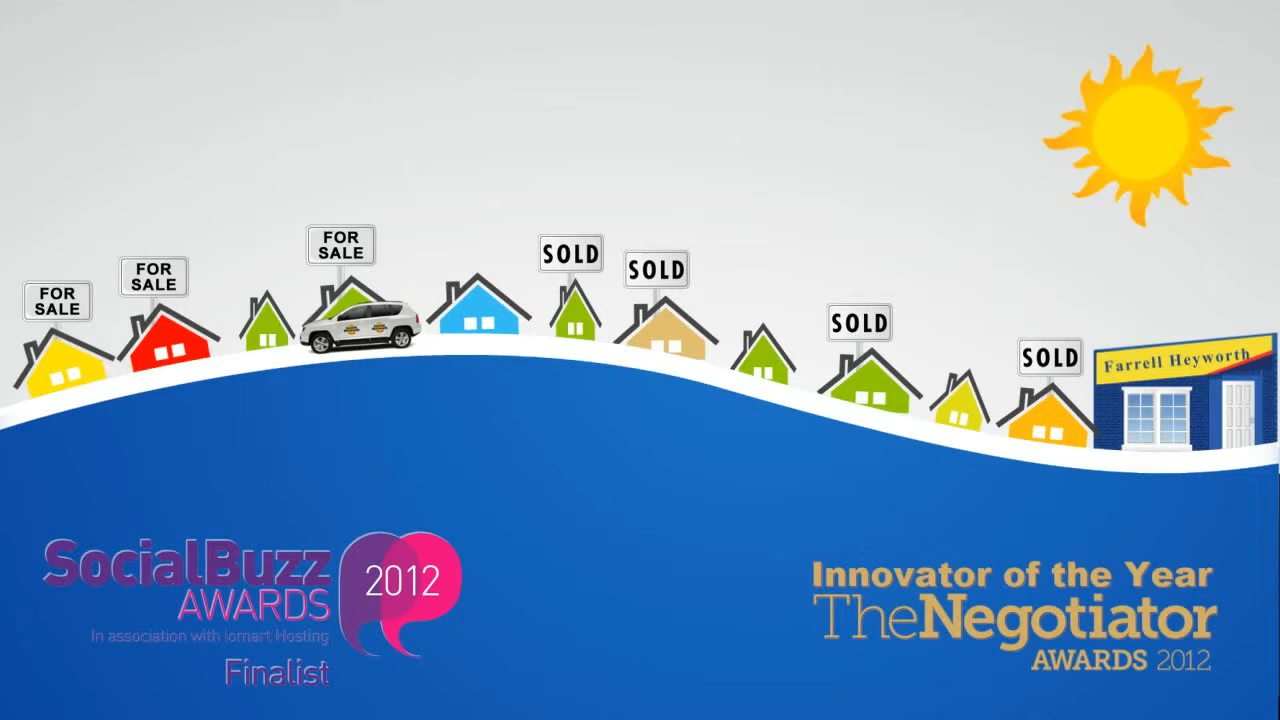 FOR
SALE
FOR
SALE
FOR
SALE
SOLD
SOLD
SOLD
SOLD
Farrell Heyworth
SocialBuzz
AWARDS
2012
In association with iomart Hosting
Finalist
Innovator of the Year
TheNegotiator
AWARDS 2012